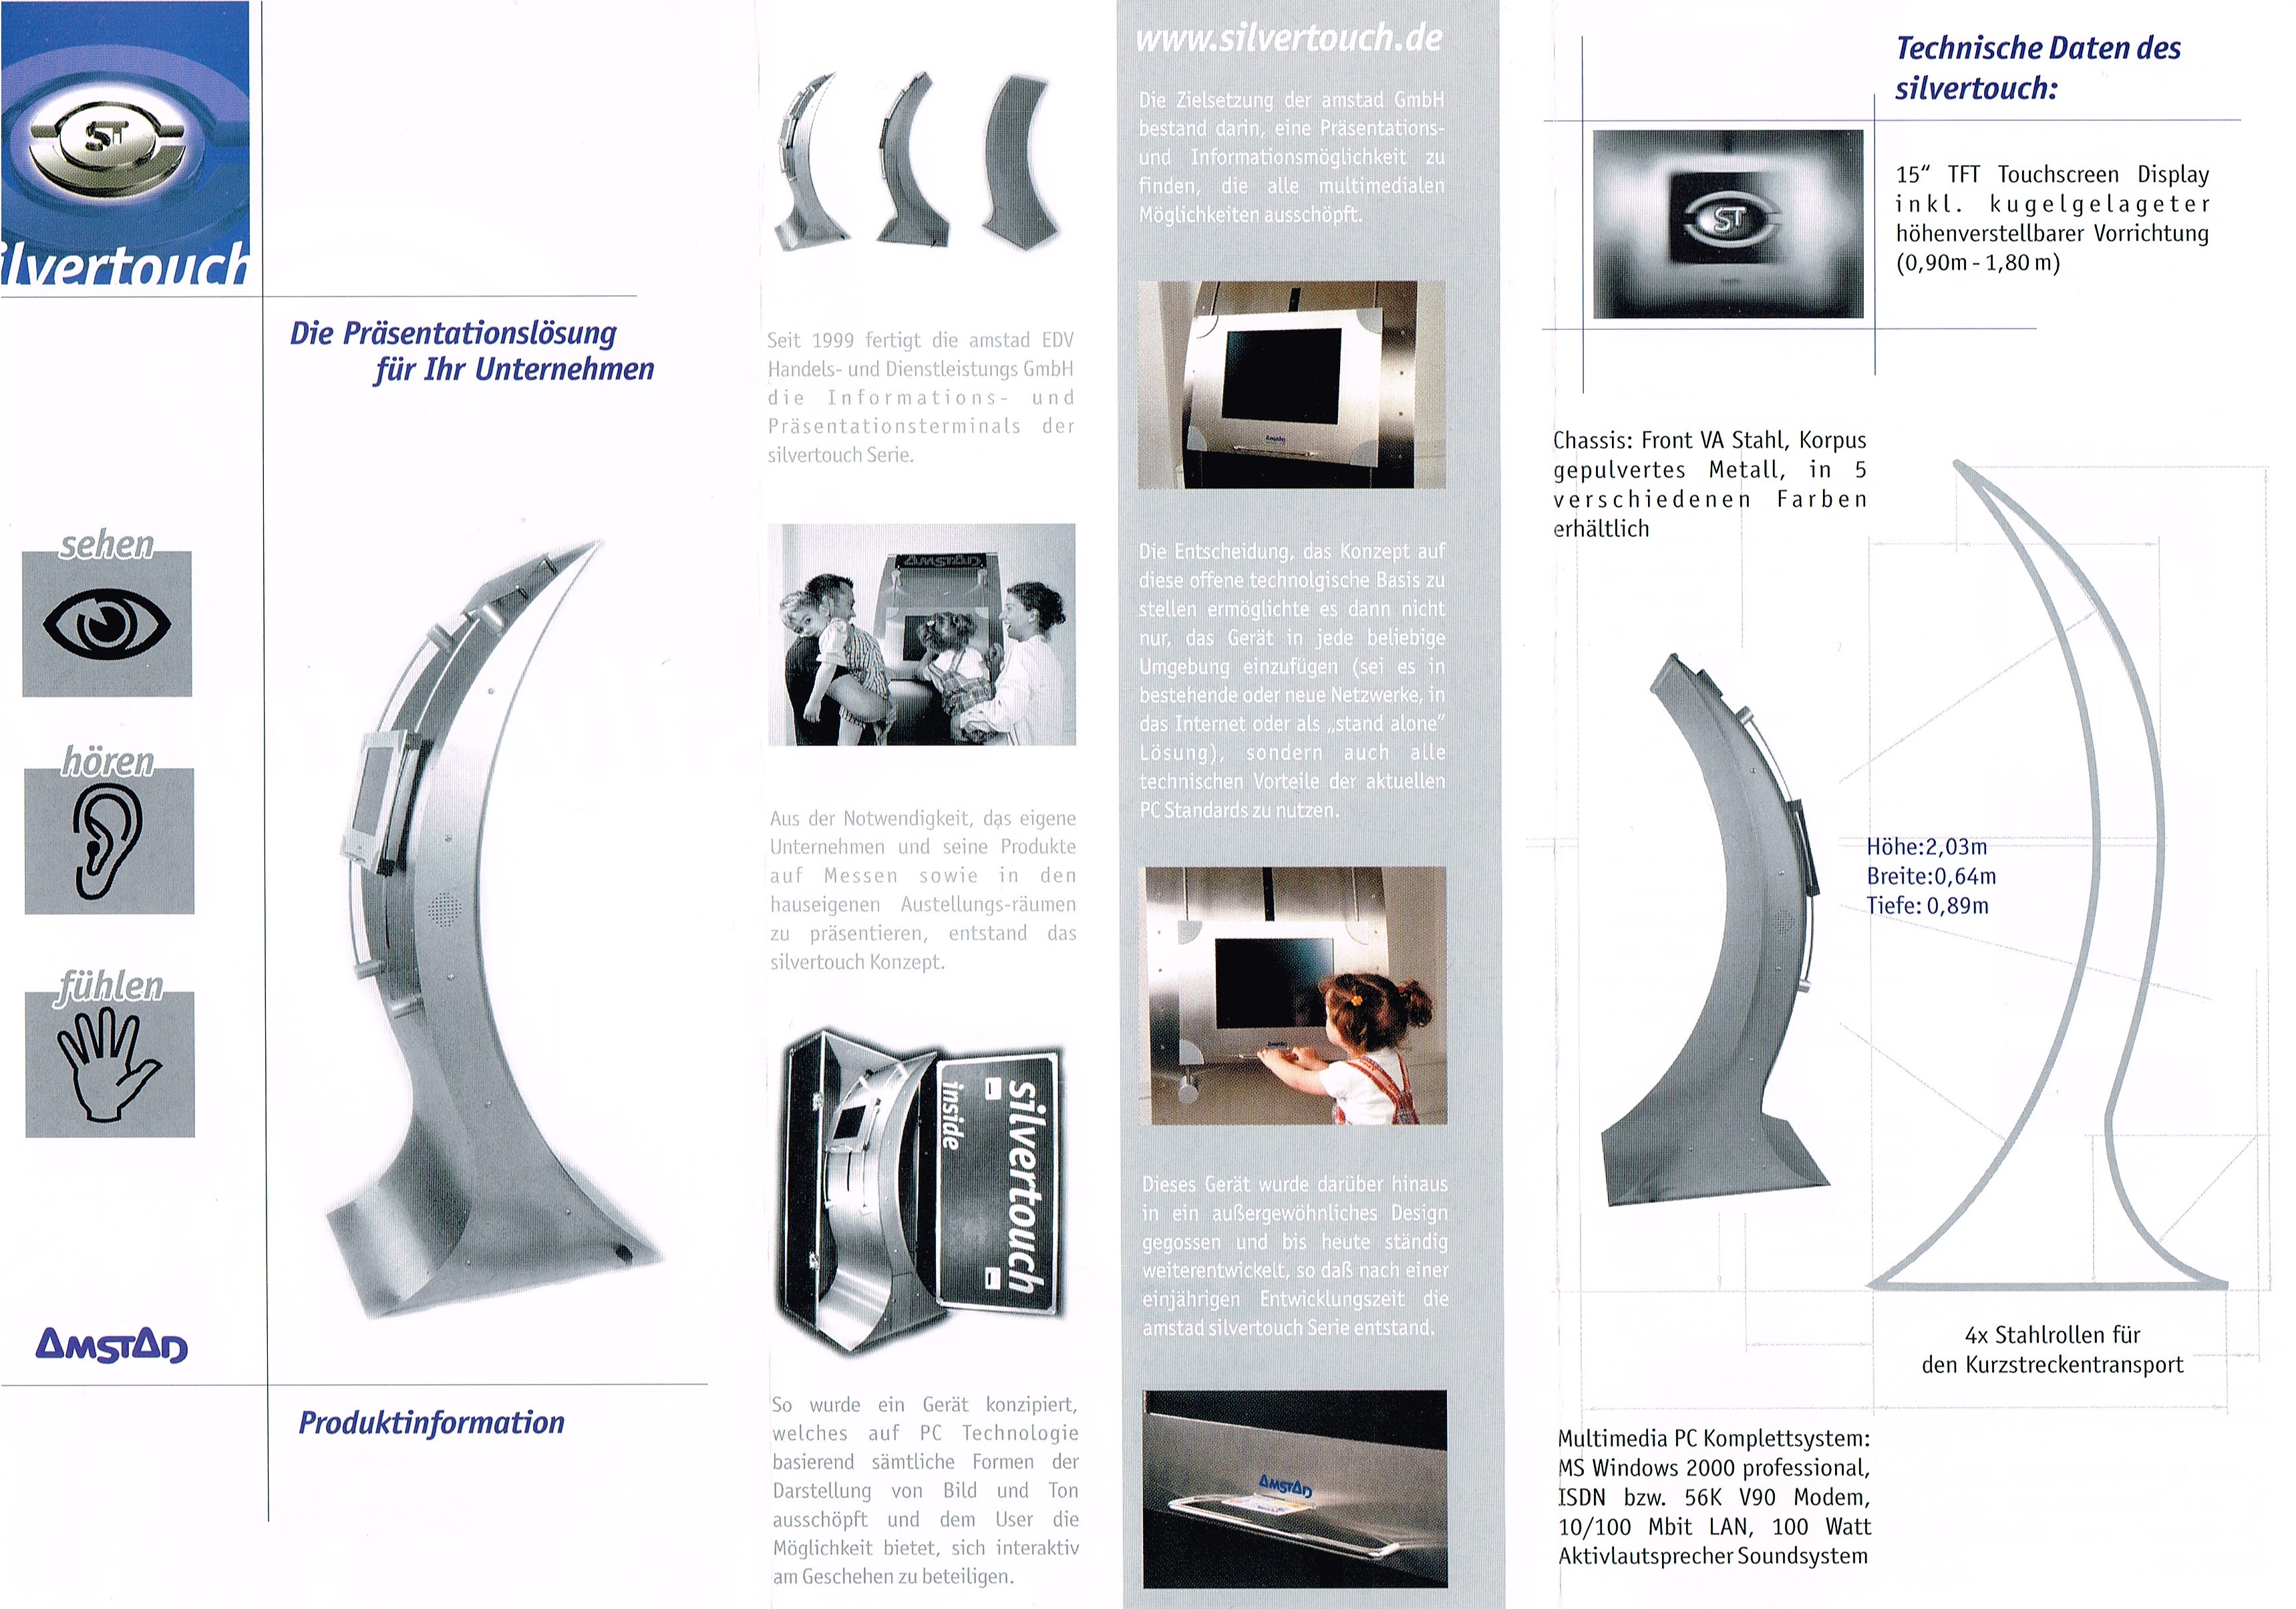 ST
silvertouch
Die Präsentationslösung
für Ihr Unternehmen
sehen
hören
fühlen
AMSTAD
Produktinformation
Seit 1999 fertigt die amstad EDV
Handels- und Dienstleistungs GmbH
die Informations- und
Präsentationsterminals der
silvertouch Serie.
AMSTAD
Aus der Notwendigkeit, das eigene
Unternehmen und seine Produkte
auf Messen sowie in den
hauseigenen Austellungs-räumen
zu präsentieren, entstand das
silvertouch Konzept.
silvertouch
inside
So wurde ein Gerät konzipiert,
welches auf PC Technologie
basierend sämtliche Formen der
Darstellung von Bild und Ton
ausschöpft und dem User die
Möglichkeit bietet, sich interaktiv
am Geschehen zu beteiligen.
www.silvertouch.de
Die Zielsetzung der amstad GmbH
bestand darin, eine Präsentations-
und Informationsmöglichkeit zu
finden, die alle multimedialen
Möglichkeiten ausschöpft.
AMSTAD
Die Entscheidung, das Konzept auf
diese offene technolgische Basis zu
stellen ermöglichte es dann nicht
nur, das Gerät in jede beliebige
Umgebung einzufügen (sei es in
bestehende oder neue Netzwerke, in
das Internet oder als „stand alone"
Lösung), sondern auch alle
technischen Vorteile der aktuellen
PC Standards zu nutzen.
AMSTAD
Dieses Gerät wurde darüber hinaus
in ein außergewöhnliches Design
gegossen und bis heute ständig
weiterentwickelt, so daß nach einer
einjährigen Entwicklungszeit die
amstad silvertouch Serie entstand.
AMSTAD
Technische Daten des
silvertouch:
ST
15“ TFT Touchscreen Display
inkl. kugelgelageter
höhenverstellbarer Vorrichtung
(0,90m - 1,80 m)
Chassis: Front VA Stahl, Korpus
gepulvertes Metall, in 5
verschiedenen Farben
erhältlich
Höhe:2,03m
Breite:0,64m
Tiefe: 0,89m
4x Stahlrollen für
den Kurzstreckentransport
Multimedia PC Komplettsystem:
MS Windows 2000 professional,
ISDN bzw. 56K V90 Modem,
10/100 Mbit LAN, 100 Watt
Aktivlautsprecher Soundsystem